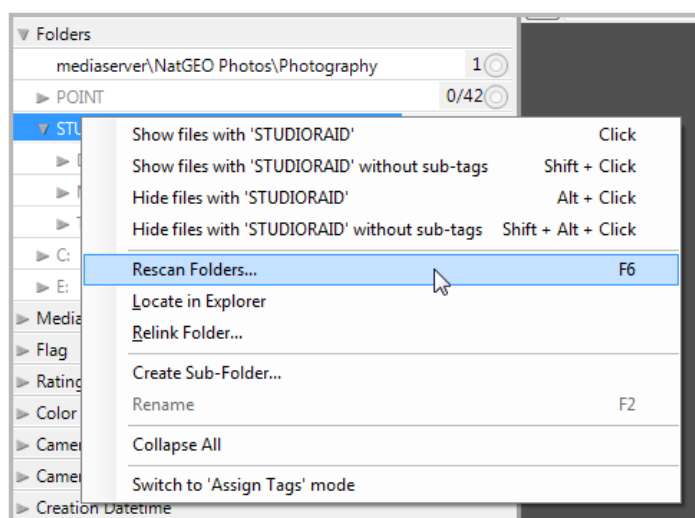 Folders
mediaserver\NatGEO Photos\Photography 1
POINT 0/42
Show files with 'STUDIORAID' Click
Show files with 'STUDIORAID' without sub-tags Shift + Click
Hide files with 'STUDIORAID' Alt + Click
Hide files with 'STUDIORAID' without sub-tags Shift + Alt + Click
C:
Rescan Folders... F6
E:
Locate in Explorer
Relink Folder...
Flag
Create Sub-Folder...
Rating
Rename F2
Color
Collapse All
Switch to 'Assign Tags' mode
Creation Datetime